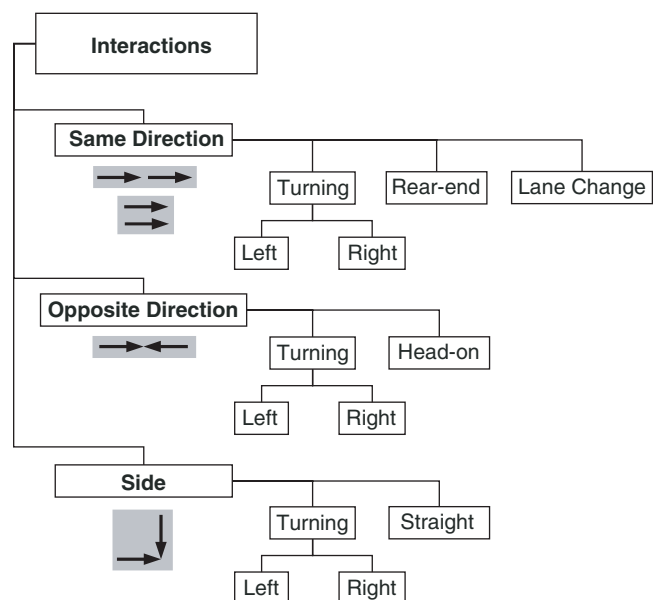 Interactions
Same Direction
Turning
Rear-end
Lane Change
Left
Right
Opposite Direction
Turning
Head-on
Left
Right
Side
Turning
Straight
Left
Right